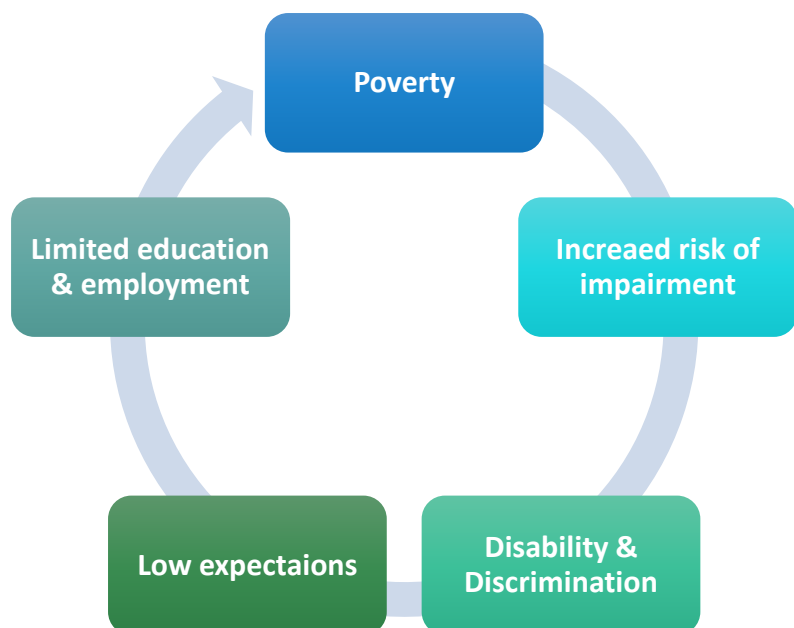 Poverty
Increaed risk of
impairment
Disability &
Discrimination
Low expectaions
Limited education
& employment